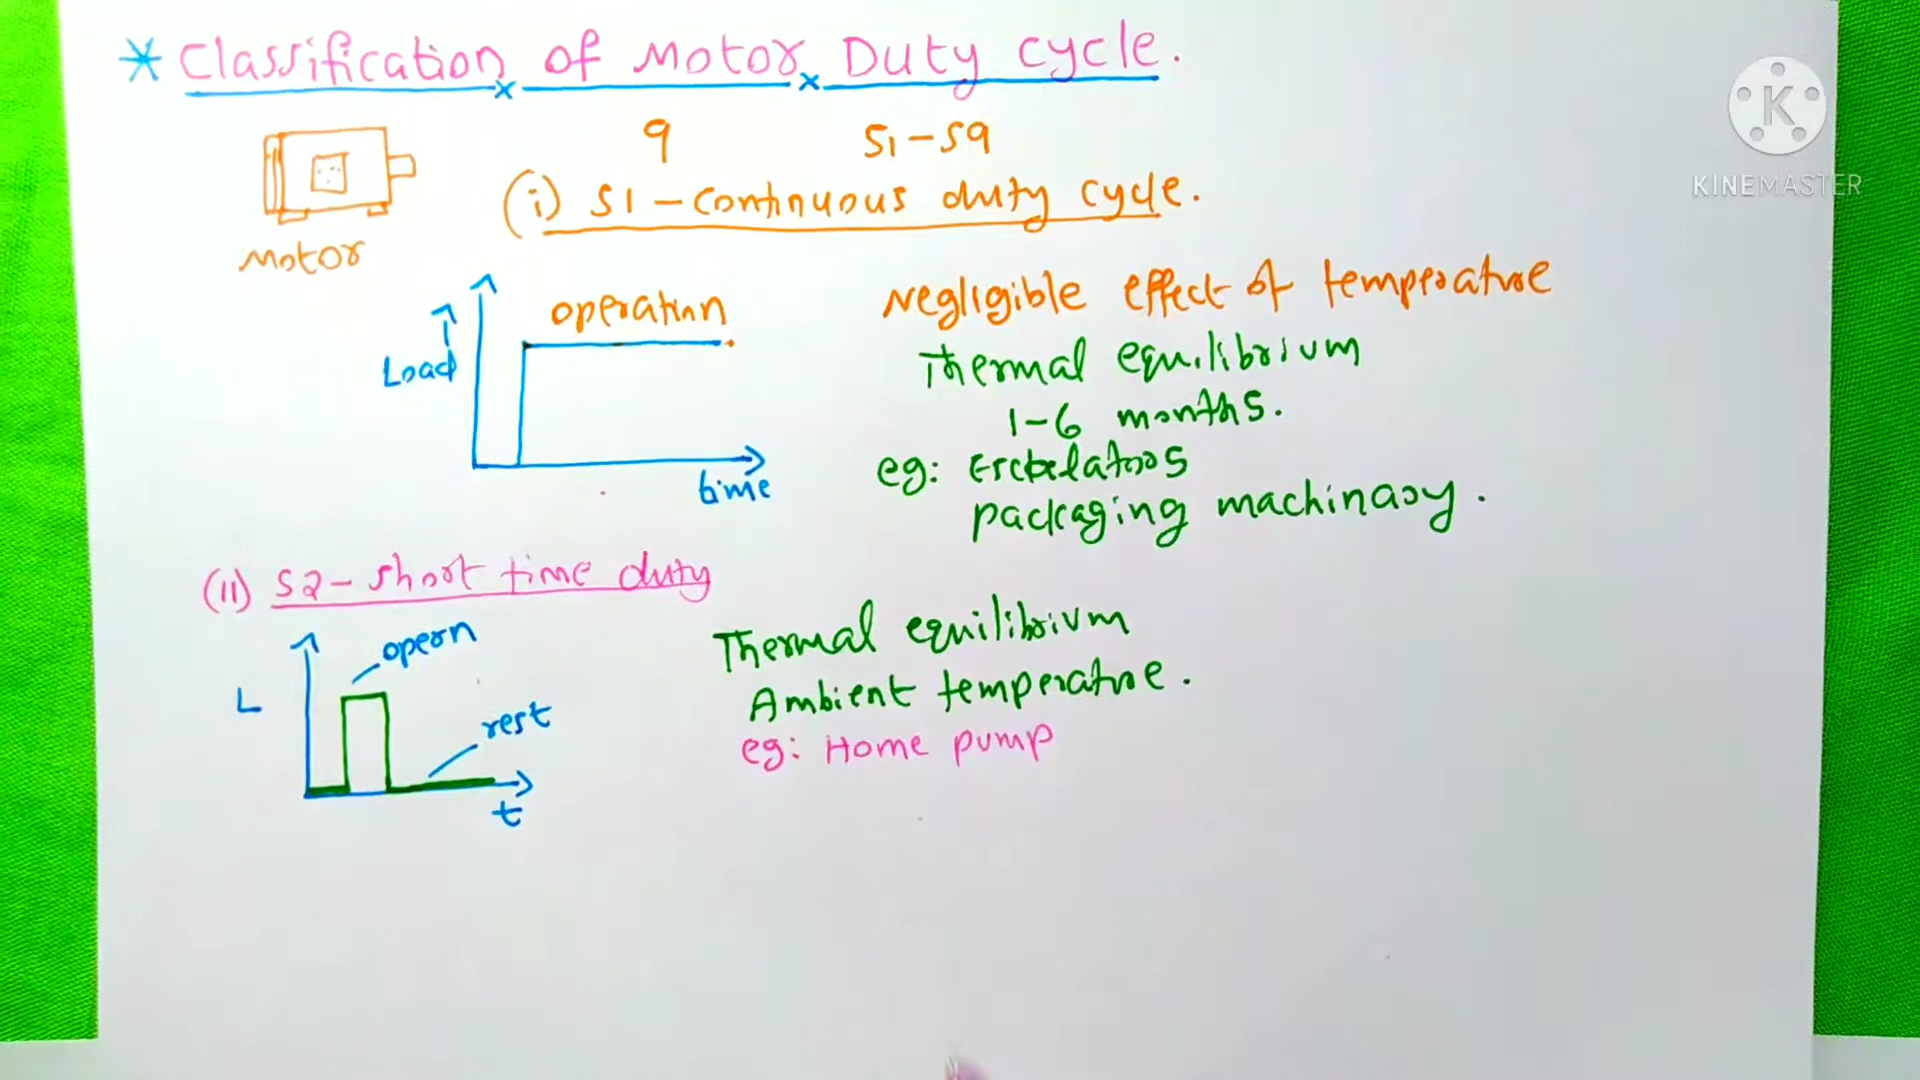 * Classification of Motor Duty cycle.
9 S1-S9
Motor
(i) S1-Continuous duty cycle.
Load
operation
time
Negligible effect of temperature
Thermal equilibrium
1-6 months.
eg:
packaging machinary.
(II) S2-Short time duty
L
opern
rest
t
Thermal equilibrium
Ambient temperature.
eg: Home pump
K
KINEMASTER